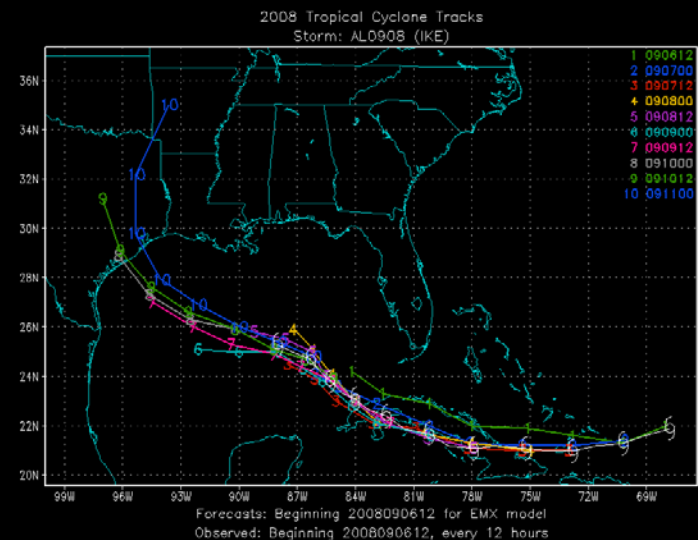 2008 Tropical Cyclone Tracks
Storm: AL0908 (IKE)
1 090612
2 090700
3 090712
4 090800
5 090812
6 090900
7 090912
8 091000
9 091012
10 091100
36N
34N
32N
30N
28N
26N
24N
22N
20N
99W 96W 93W 90W 87W 84W 81W 78W 75W 72W 69W
Forecasts: Beginning 2008090612 for EMX model
Observed: Beginning 2008090612, every 12 hours